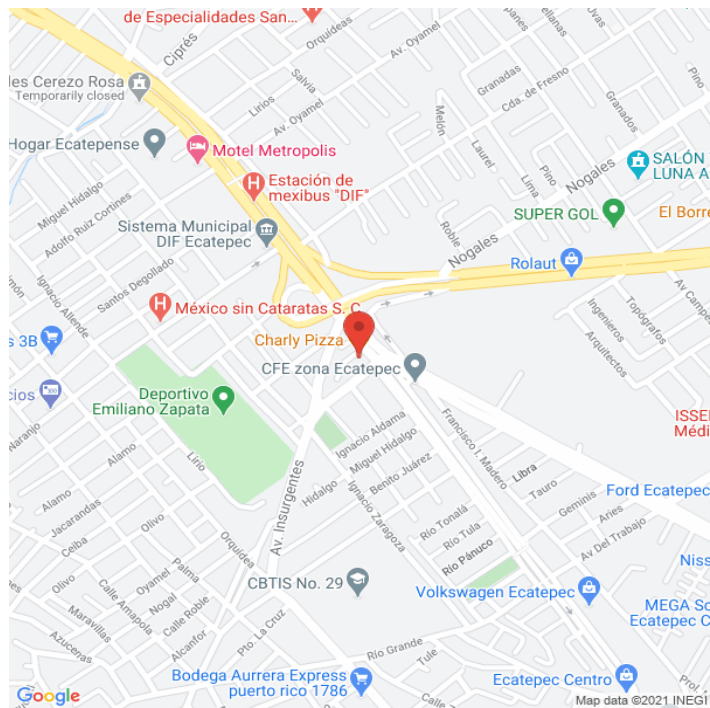 de Especialidades San...
Ciprés
Orquídeas
Av. Oyamel
Uvas
Pino
les Cerezo Rosa
Temporarily closed
Salvia
Lirios
Av. Oyamel
Granadas
Cda. de Fresno
Granados
Melón
Laurel
Pino
Lima
Hogar Ecatepense
Motel Metropolis
SALÓN
LUNA A
Nogales
Estación de
mexibus "DIF"
Miguel Hidalgo
Adolfo Ruiz Cortines
Sistema Municipal
DIF Ecatepec
SUPER GOL
El Borre
Roble
Nogales
Rolaut
Santos Degollado
Ignacio Allende
México sin Cataratas S. C.
Av Campe
Topógrafos
Ingenieros
Arquitectos
s 3B
Charly Pizza
CFE zona Ecatepec
Deportivo
Emiliano Zapata
cios
Naranjo
ISSE
Médi
Ignacio Aldama
Miguel Hidalgo
Benito Juárez
Hidalgo
Francisco I. Madero
Libra
Tauro
Geminis
Aries
Ford Ecatepec
Alamo
Lirio
Alamo
Jacarandas
Ceiba
Olivo
Orquídea
Av. Insurgentes
Ignacio Zaragoza
Río Tonalá
Río Tula
Río Pánuco
Av Del Trabajo
Niss
Olivo
Oyamel
Palma
Nogal
Calle Roble
Calle Amapola
Maravillas
Alcanfor
Azucenas
CBTIS No. 29
Volkswagen Ecatepec
MEGA So
Ecatepec C
Pto. La Cruz
Río Grande
Tule
Bodega Aurrera Express
puerto rico 1786
Ecatepec Centro
Prol.
Google
Map data ©2021 INEGI